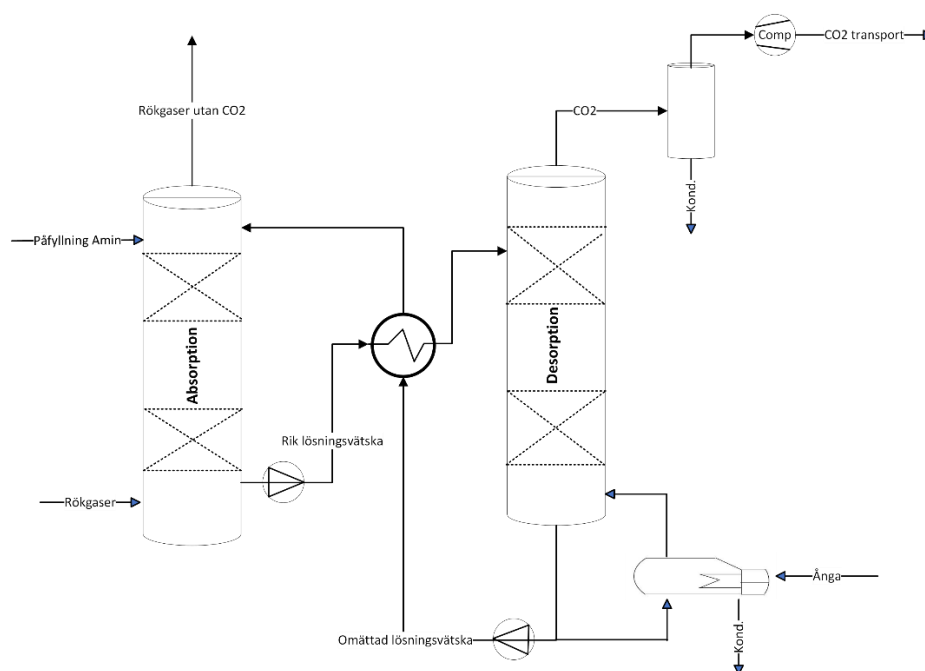 Comp
CO2 transport
Rökgaser utan CO2
CO2
Kond.
Påfyllning Amin
Absorption
Desorption
Rik lösningsvätska
Rökgaser
Ånga
Omättad lösningsvätska
Kond.